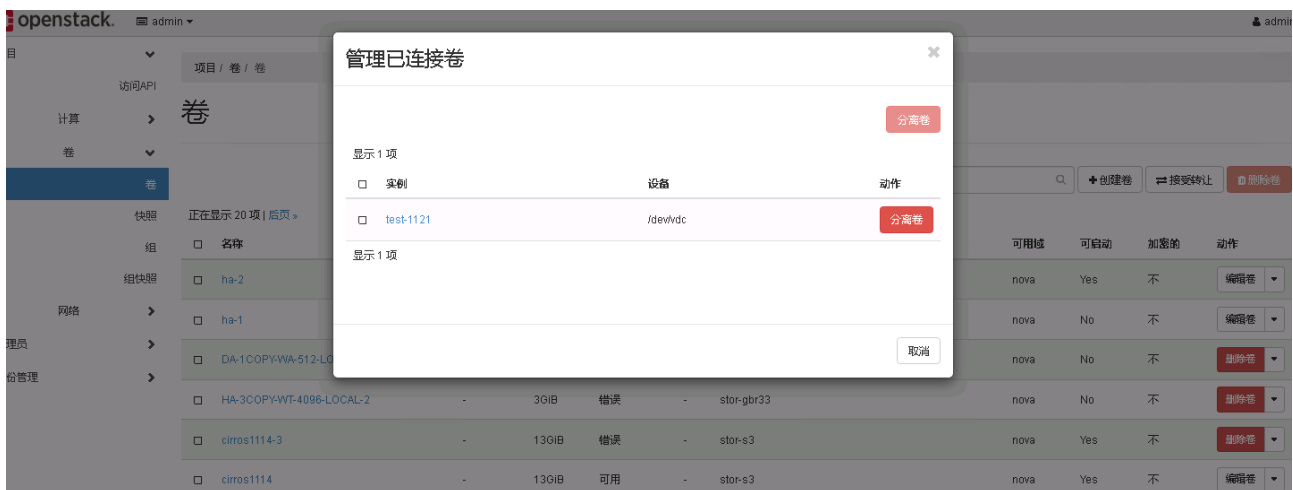 openstack. admin admin
目
访问API
计算
卷
卷
快照
组
组快照
网络
理员
份管理
项目 / 卷 / 卷
卷
创建卷 接受转让 删除卷
正在显示 20 项 | 后页 »
名称 可用域 可启动 加密的 动作
ha-2 nova Yes 不 编辑卷
ha-1 nova No 不 编辑卷
DA-1COPY-WA-512-LO nova No 不 删除卷
HA-3COPY-WT-4096-LOCAL-2 - 3GiB 错误 - stor-gbr33 nova No 不 删除卷
cirros1114-3 - 13GiB 错误 - stor-s3 nova Yes 不 删除卷
cirros1114 - 13GiB 可用 - stor-s3 nova Yes 不 编辑卷
管理已连接卷 ×
分离卷
显示 1 项
实例 设备 动作
test-1121 /dev/vdc 分离卷
显示 1 项
取消